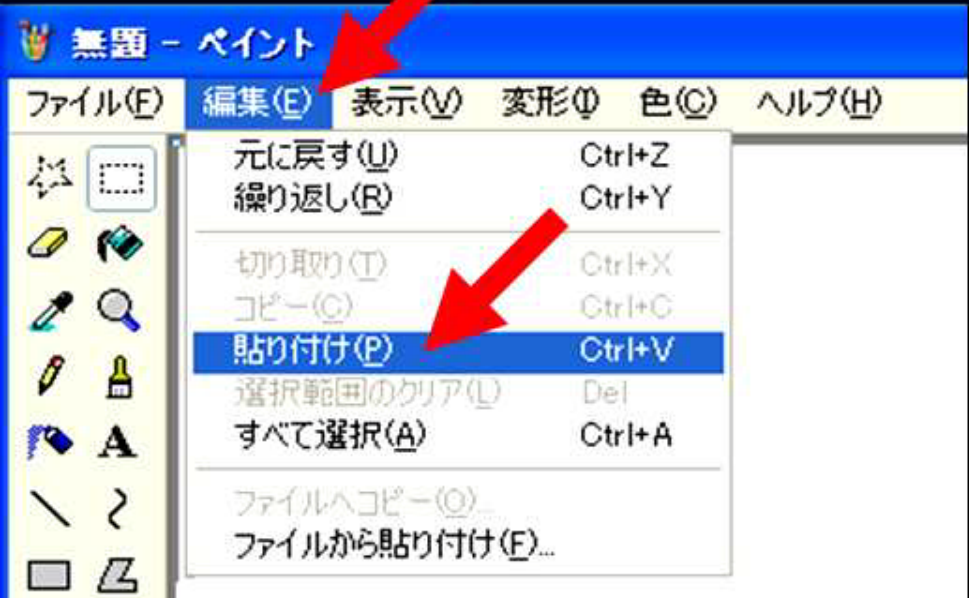 無題 - ペイント
ファイル(F) 編集(E) 表示(V) 変形(I) 色(C) ヘルプ(H)
元に戻す(U) Ctrl+Z
繰り返し(R) Ctrl+Y
切り取り(T) Ctrl+X
コピー(C) Ctrl+C
貼り付け(P) Ctrl+V
選択範囲のクリア(L) Del
すべて選択(A) Ctrl+A
ファイルへコピー(O)...
ファイルから貼り付け(F)...
A